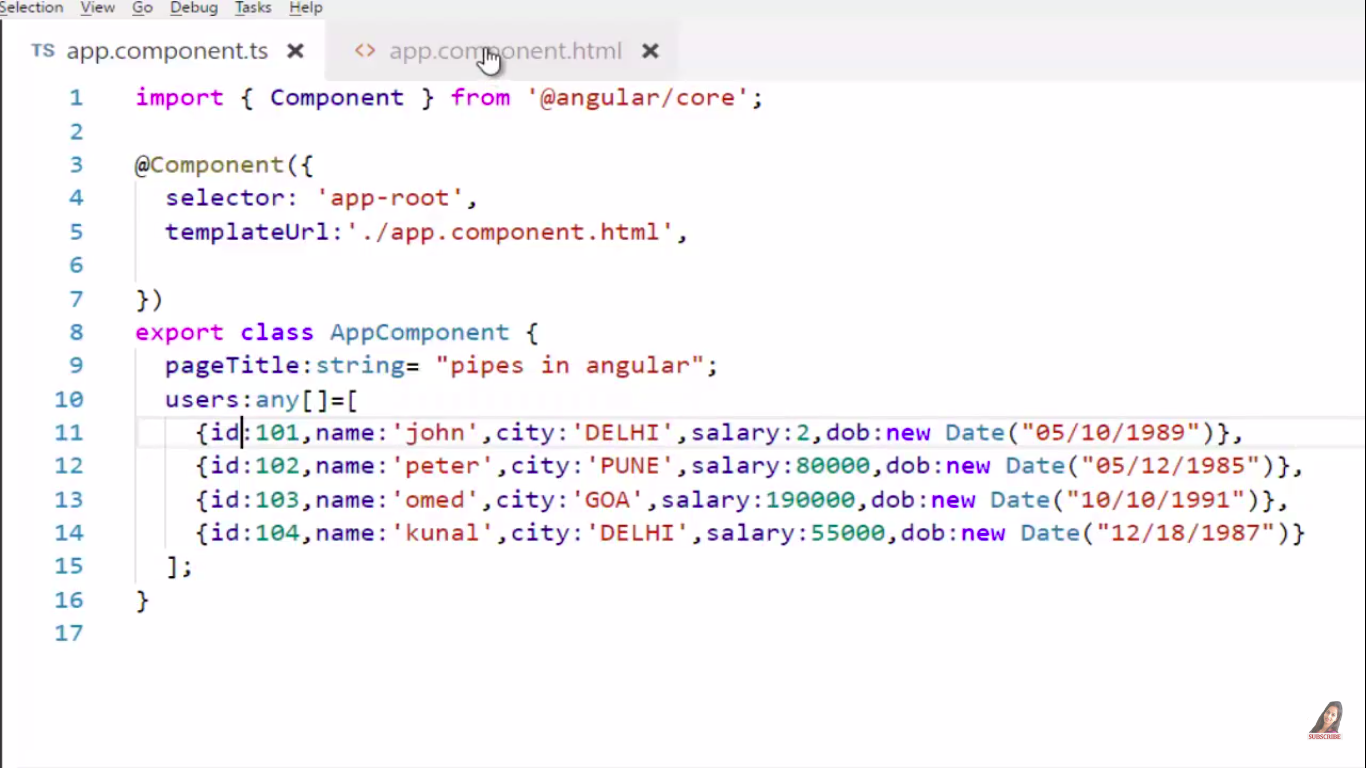 Selection View Go Debug Tasks Help
TS app.component.ts × <> app.component.html ×
1 import { Component } from '@angular/core';
2
3 @Component({
4 selector: 'app-root',
5 templateUrl:'./app.component.html',
6
7 })
8 export class AppComponent {
9 pageTitle:string= "pipes in angular";
10 users:any[]=[
11 {id:101,name:'john',city:'DELHI',salary:2,dob:new Date("05/10/1989")},
12 {id:102,name:'peter',city:'PUNE',salary:80000,dob:new Date("05/12/1985")},
13 {id:103,name:'omed',city:'GOA',salary:190000,dob:new Date("10/10/1991")},
14 {id:104,name:'kunal',city:'DELHI',salary:55000,dob:new Date("12/18/1987")}
15 ];
16 }
17
SUBSCRIBE